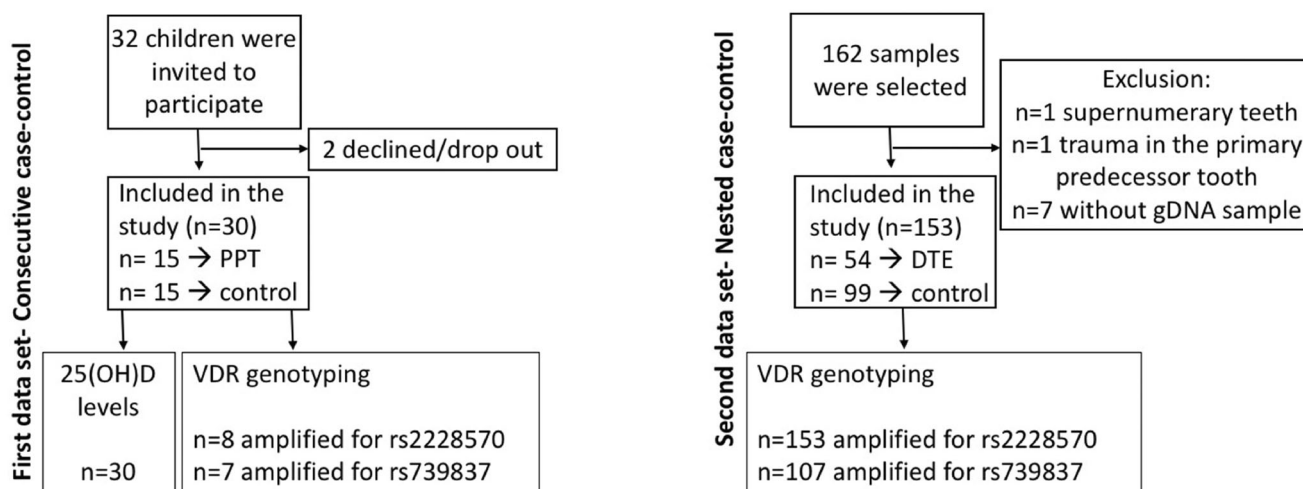 First data set- Consecutive case-control
32 children were
invited to
participate
2 declined/drop out
Included in the
study (n=30)
n= 15 → PPT
n= 15 → control
25(OH)D
levels
n=30
VDR genotyping
n=8 amplified for rs2228570
n=7 amplified for rs739837
Second data set- Nested case-control
162 samples
were selected
Exclusion:
n=1 supernumerary teeth
n=1 trauma in the primary
predecessor tooth
n=7 without gDNA sample
Included in the
study (n=153)
n= 54 → DTE
n= 99 → control
VDR genotyping
n=153 amplified for rs2228570
n=107 amplified for rs739837